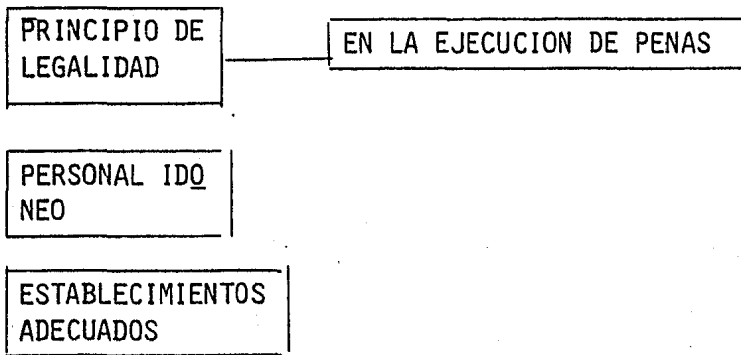 PRINCIPIO DE
LEGALIDAD
EN LA EJECUCION DE PENAS
PERSONAL IDO
NEO
ESTABLECIMIENTOS
ADECUADOS